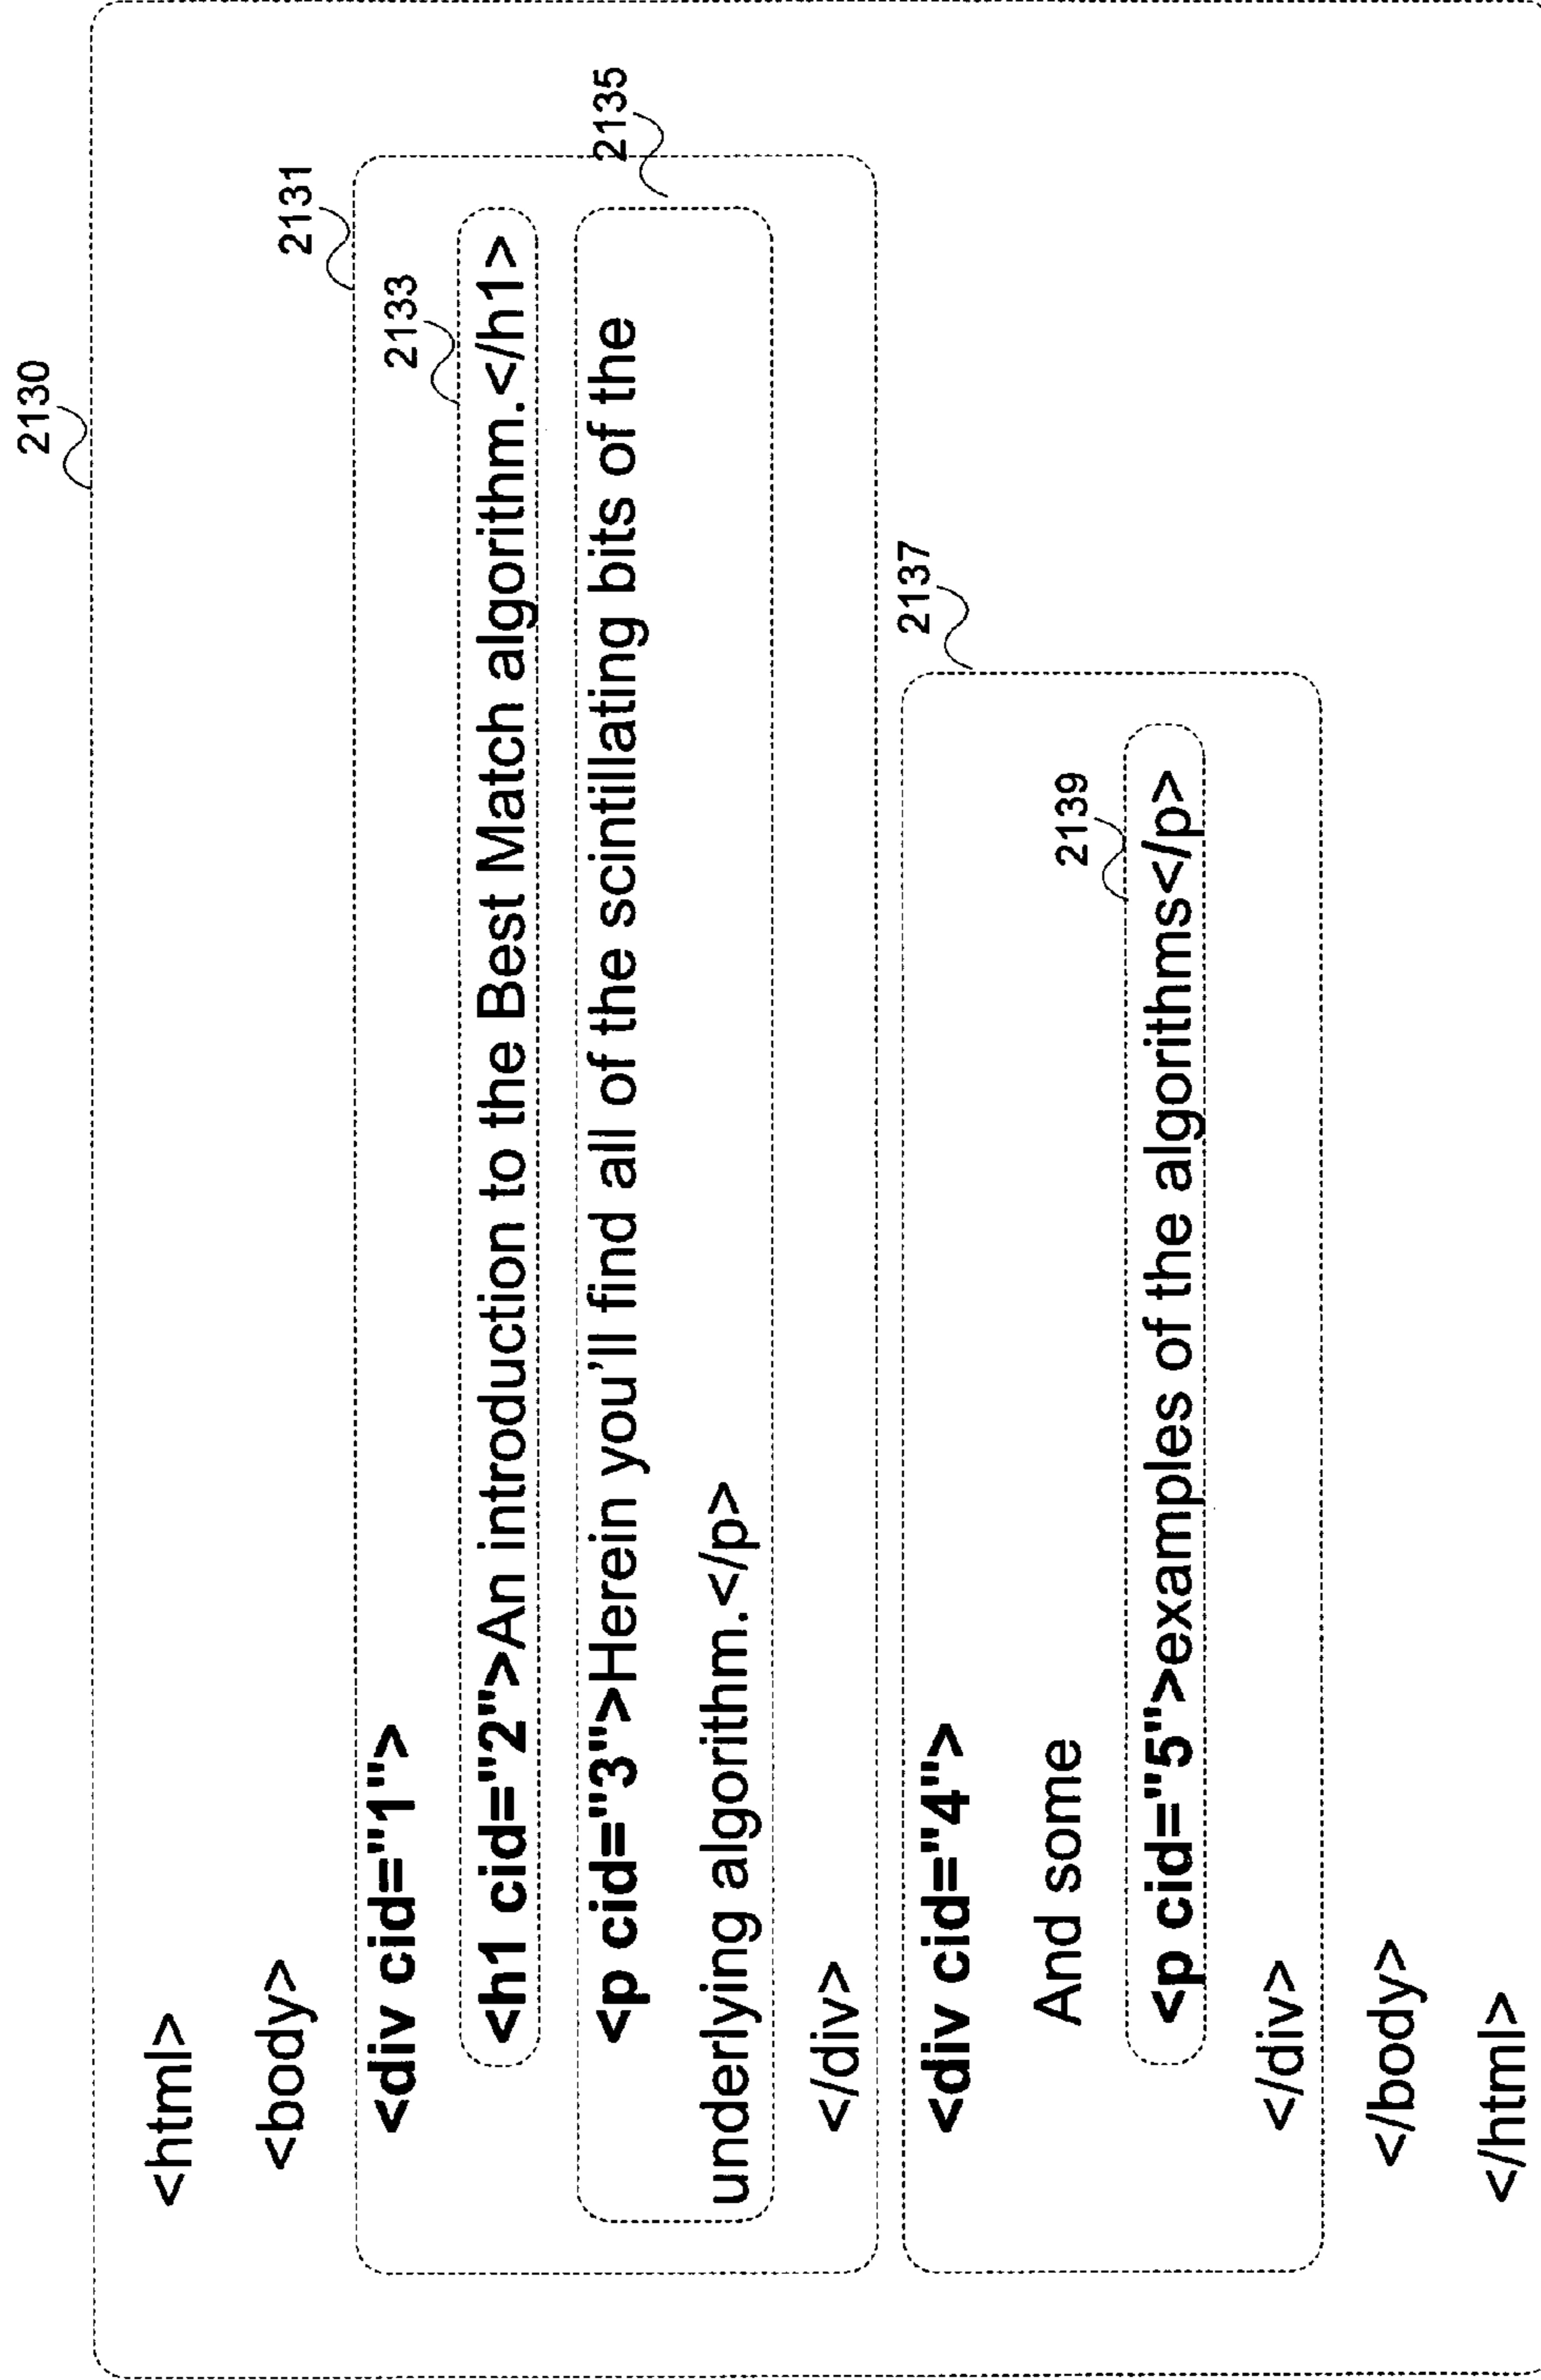 2130
<html>
<body>
2131
<div cid="1">
2133
<h1 cid="2">An introduction to the Best Match algorithm.</h1>
2135
<p cid="3">Herein you'll find all of the scintillating bits of the
underlying algorithm.</p>
</div>
2137
<div cid="4">
And some
2139
<p cid="5">examples of the algorithms</p>
</div>
</body>
</html>